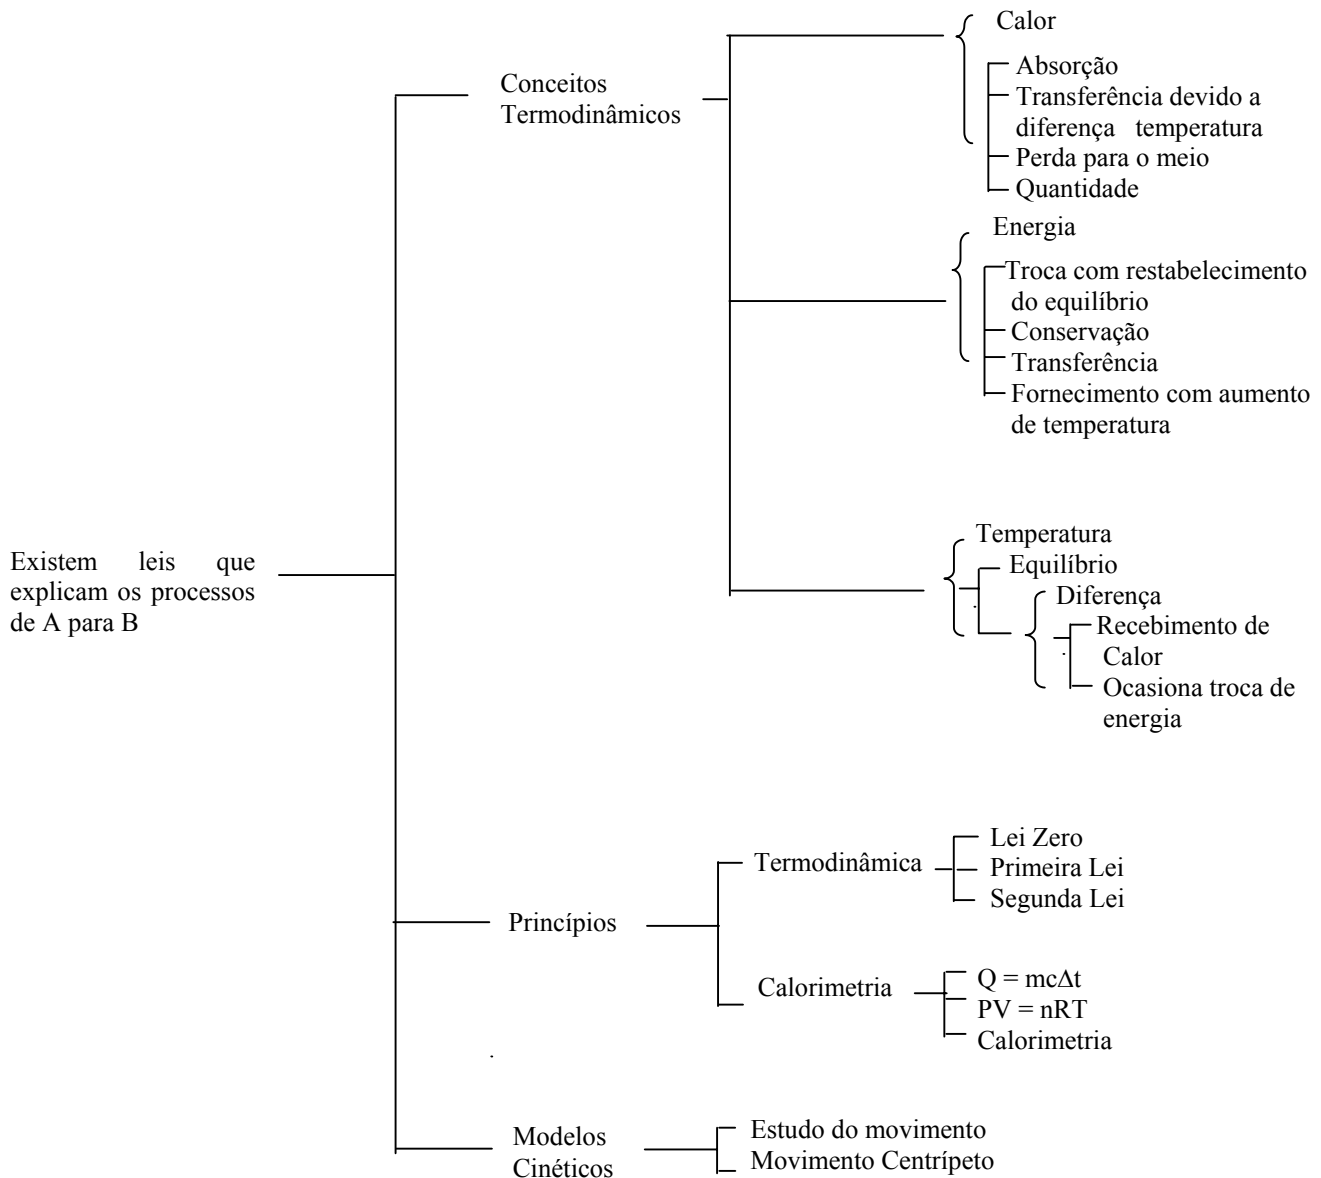 Existem leis que
explicam os processos
de A para B
Conceitos
Termodinâmicos
Calor
Absorção
Transferência devido a
diferença temperatura
Perda para o meio
Quantidade
Energia
Troca com restabelecimento
do equilíbrio
Conservação
Transferência
Fornecimento com aumento
de temperatura
Temperatura
Equilíbrio
Diferença
Recebimento de
Calor
Ocasiona troca de
energia
Princípios
Termodinâmica
Lei Zero
Primeira Lei
Segunda Lei
Calorimetria
Q = mcΔt
PV = nRT
Calorimetria
Modelos
Cinéticos
Estudo do movimento
Movimento Centrípeto